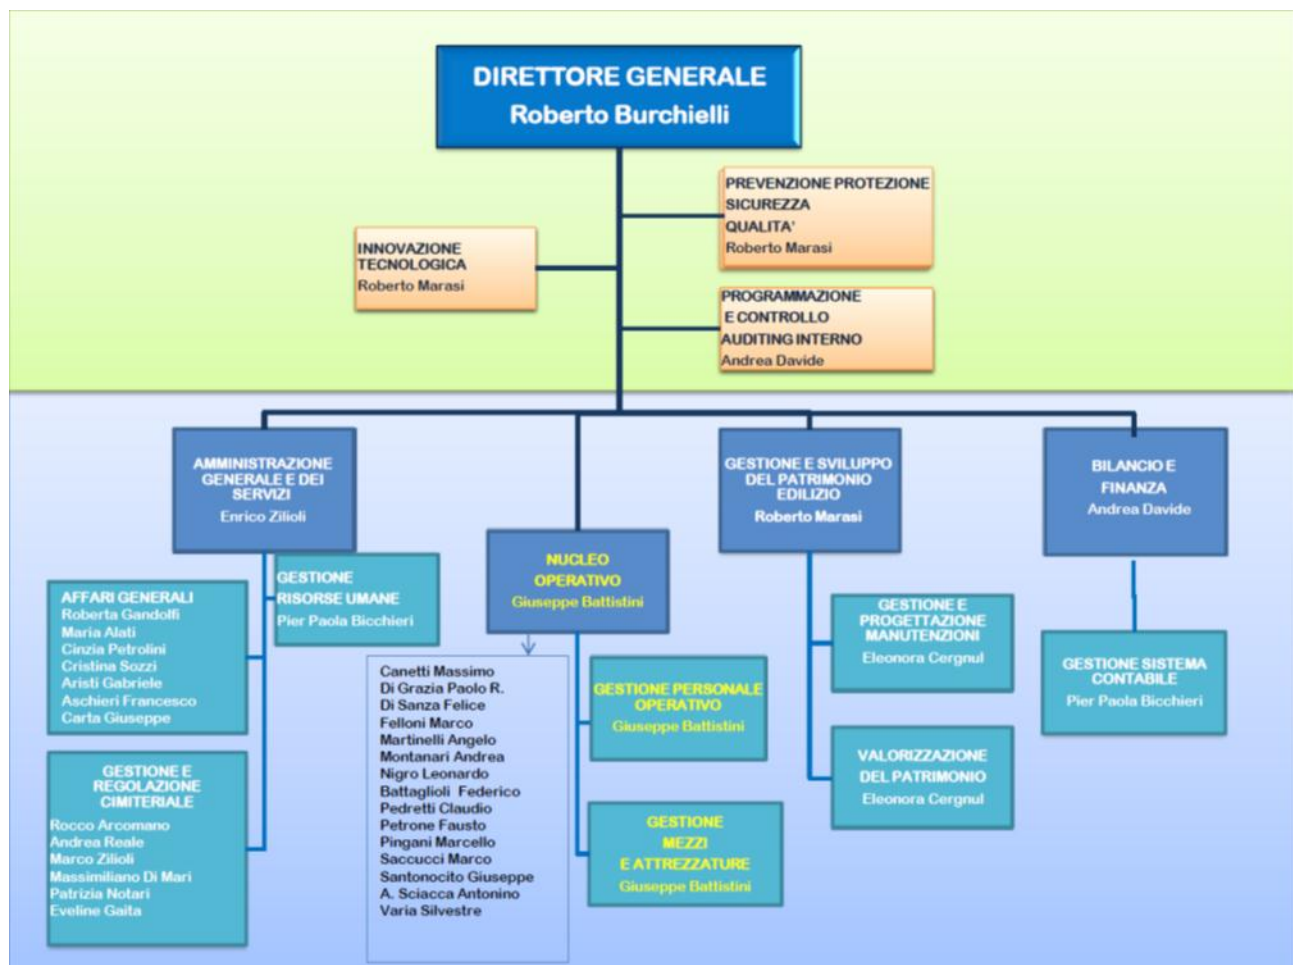 DIRETTORE GENERALE
Roberto Burchielli
PREVENZIONE PROTEZIONE
SICUREZZA
QUALITA'
Roberto Marasi
INNOVAZIONE
TECNOLOGICA
Roberto Marasi
PROGRAMMAZIONE
E CONTROLLO
AUDITING INTERNO
Andrea Davide
AMMINISTRAZIONE
GENERALE E DEI
SERVIZI
Enrico Zilioli
GESTIONE
RISORSE UMANE
Pier Paola Bicchieri
AFFARI GENERALI
Roberta Gandolfi
Maria Alati
Cinzia Petrolini
Cristina Sozzi
Aristi Gabriele
Aschieri Francesco
Carta Giuseppe
GESTIONE E
REGOLAZIONE
CIMITERIALE
Rocco Arcomano
Andrea Reale
Marco Zilioli
Massimiliano Di Mari
Patrizia Notari
Eveline Gaita
NUCLEO
OPERATIVO
Giuseppe Battistini
Canetti Massimo
Di Grazia Paolo R.
Di Sanza Felice
Felloni Marco
Martinelli Angelo
Montanari Andrea
Nigro Leonardo
Battaglioli Federico
Pedretti Claudio
Petrone Fausto
Pingani Marcello
Saccucci Marco
Santonocito Giuseppe
A. Sciacca Antonino
Varia Silvestre
GESTIONE PERSONALE
OPERATIVO
Giuseppe Battistini
GESTIONE
MEZZI
E ATTREZZATURE
Giuseppe Battistini
GESTIONE E SVILUPPO
DEL PATRIMONIO
EDILIZIO
Roberto Marasi
GESTIONE E
PROGETTAZIONE
MANUTENZIONI
Eleonora Cergnul
VALORIZZAZIONE
DEL PATRIMONIO
Eleonora Cergnul
BILANCIO E
FINANZA
Andrea Davide
GESTIONE SISTEMA
CONTABILE
Pier Paola Bicchieri